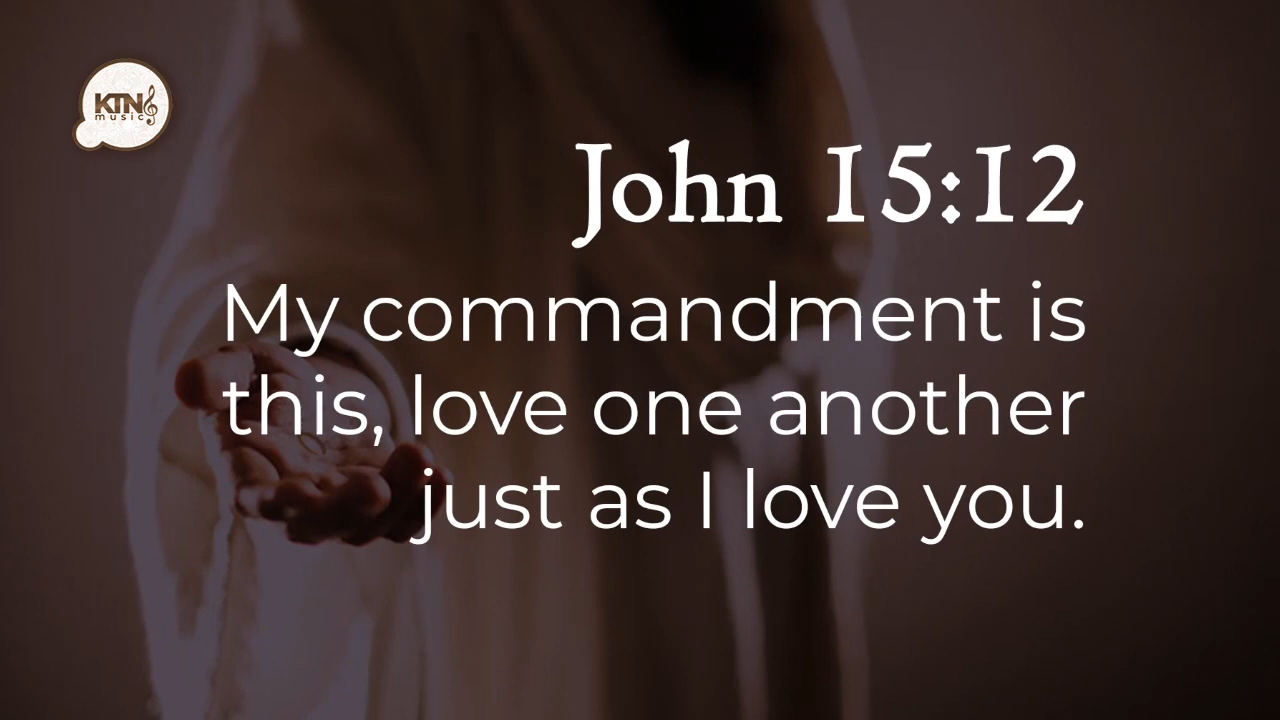 KTN
music
John 15:12
My commandment is
this, love one another
just as I love you.